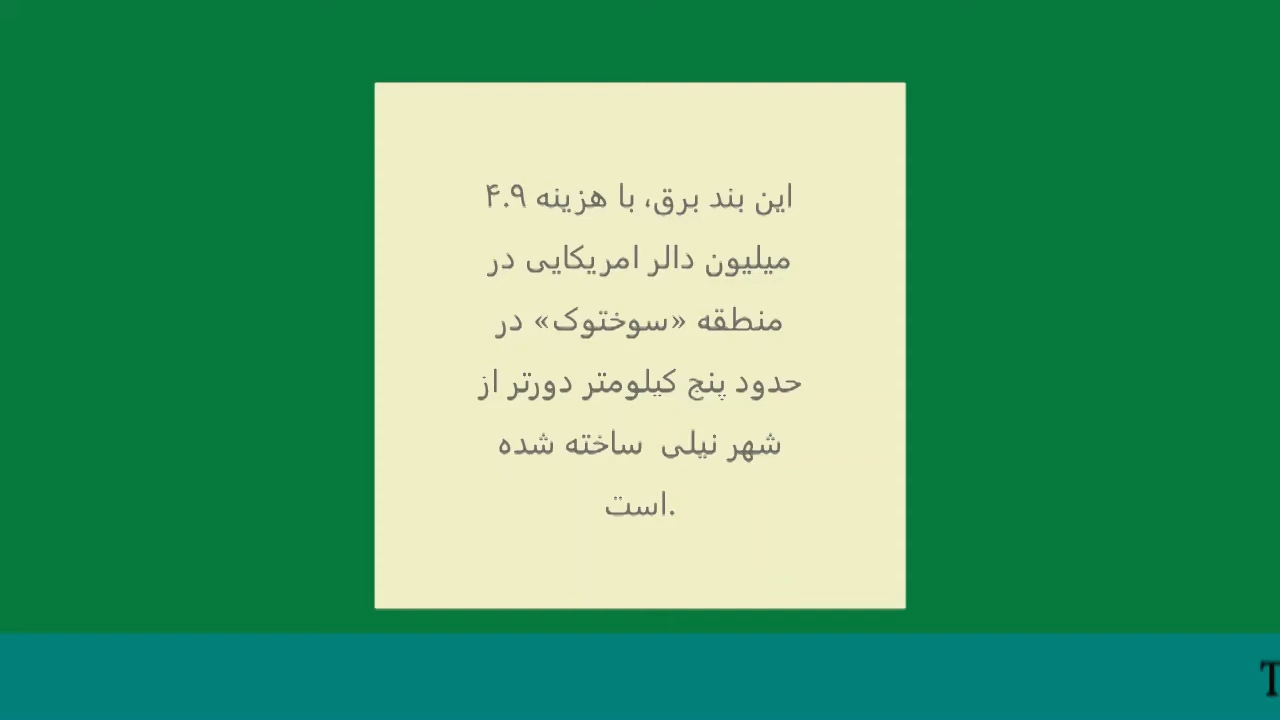 این بند برق، با هزینه ۴.۹
میلیون دالر امریکایی در
منطقه «سوختوک» در
حدود پنج کیلومتر دورتر از
شهر نیلی  ساخته شده
.است
T